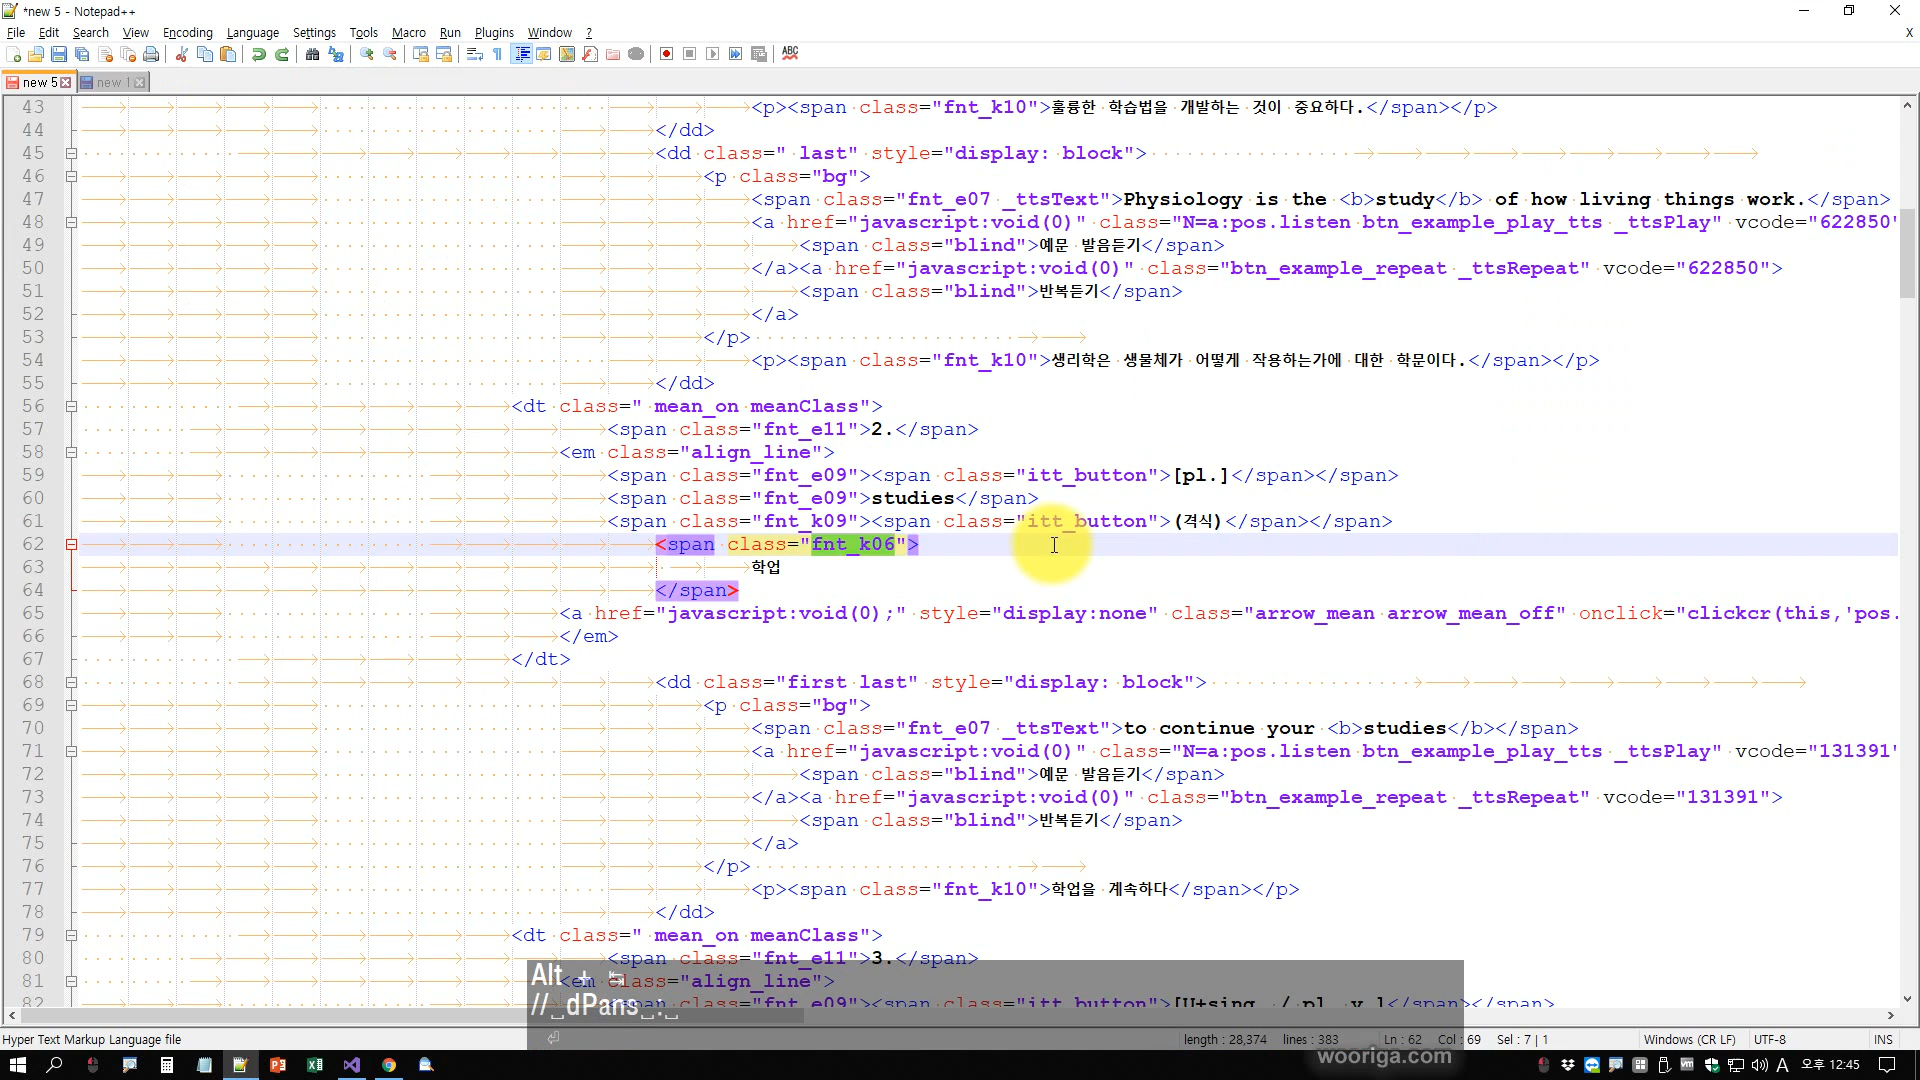 *new 5 - Notepad++
File Edit Search View Encoding Language Settings Tools Macro Run Plugins Window ? X
new 5 new 1
43 <p><span class="fnt_k10">훌륭한 학습법을 개발하는 것이 중요하다.</span></p>
44 </dd>
45 <dd class=" last" style="display: block">
46 <p class="bg">
47 <span class="fnt_e07 _ttsText">Physiology is the <b>study</b> of how living things work.</span>
48 <a href="javascript:void(0)" class="N=a:pos.listen btn_example_play_tts _ttsPlay" vcode="622850"
49 <span class="blind">예문 발음듣기</span>
50 </a><a href="javascript:void(0)" class="btn_example_repeat _ttsRepeat" vcode="622850">
51 <span class="blind">반복듣기</span>
52 </a>
53 </p>
54 <p><span class="fnt_k10">생리학은 생물체가 어떻게 작용하는가에 대한 학문이다.</span></p>
55 </dd>
56 <dt class=" mean_on meanClass">
57 <span class="fnt_e11">2.</span>
58 <em class="align_line">
59 <span class="fnt_e09"><span class="itt_button">[pl.]</span></span>
60 <span class="fnt_e09">studies</span>
61 <span class="fnt_k09"><span class="itt_button">(격식)</span></span>
62 <span class="fnt_k06">
63 학업
64 </span>
65 <a href="javascript:void(0);" style="display:none" class="arrow_mean arrow_mean_off" onclick="clickcr(this,'pos.
66 </em>
67 </dt>
68 <dd class="first last" style="display: block">
69 <p class="bg">
70 <span class="fnt_e07 _ttsText">to continue your <b>studies</b></span>
71 <a href="javascript:void(0)" class="N=a:pos.listen btn_example_play_tts _ttsPlay" vcode="131391"
72 <span class="blind">예문 발음듣기</span>
73 </a><a href="javascript:void(0)" class="btn_example_repeat _ttsRepeat" vcode="131391">
74 <span class="blind">반복듣기</span>
75 </a>
76 </p>
77 <p><span class="fnt_k10">학업을 계속하다</span></p>
78 </dd>
79 <dt class=" mean_on meanClass">
80 <span class="fnt_e11">3.</span>
81 <em class="align_line">
82 <span class="fnt_e09"><span class="itt_button">[U+sing. / pl. v.]</span></span>
Alt + ↹
//␣dPans␣:␣
Hyper Text Markup Language file length : 28,374 lines : 383 Ln : 62 Col : 69 Sel : 7 | 1 Windows (CR LF) UTF-8 INS
wooriga.com
A 오후 12:45